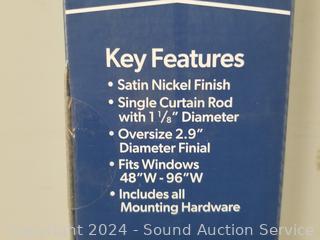 Key Features
• Satin Nickel Finish
• Single Curtain Rod
with 1 1/8" Diameter
• Oversize 2.9"
Diameter Finial
• Fits Windows
48"W - 96"W
• Includes all
Mounting Hardware
Copyright 2024 - Sound Auction Service